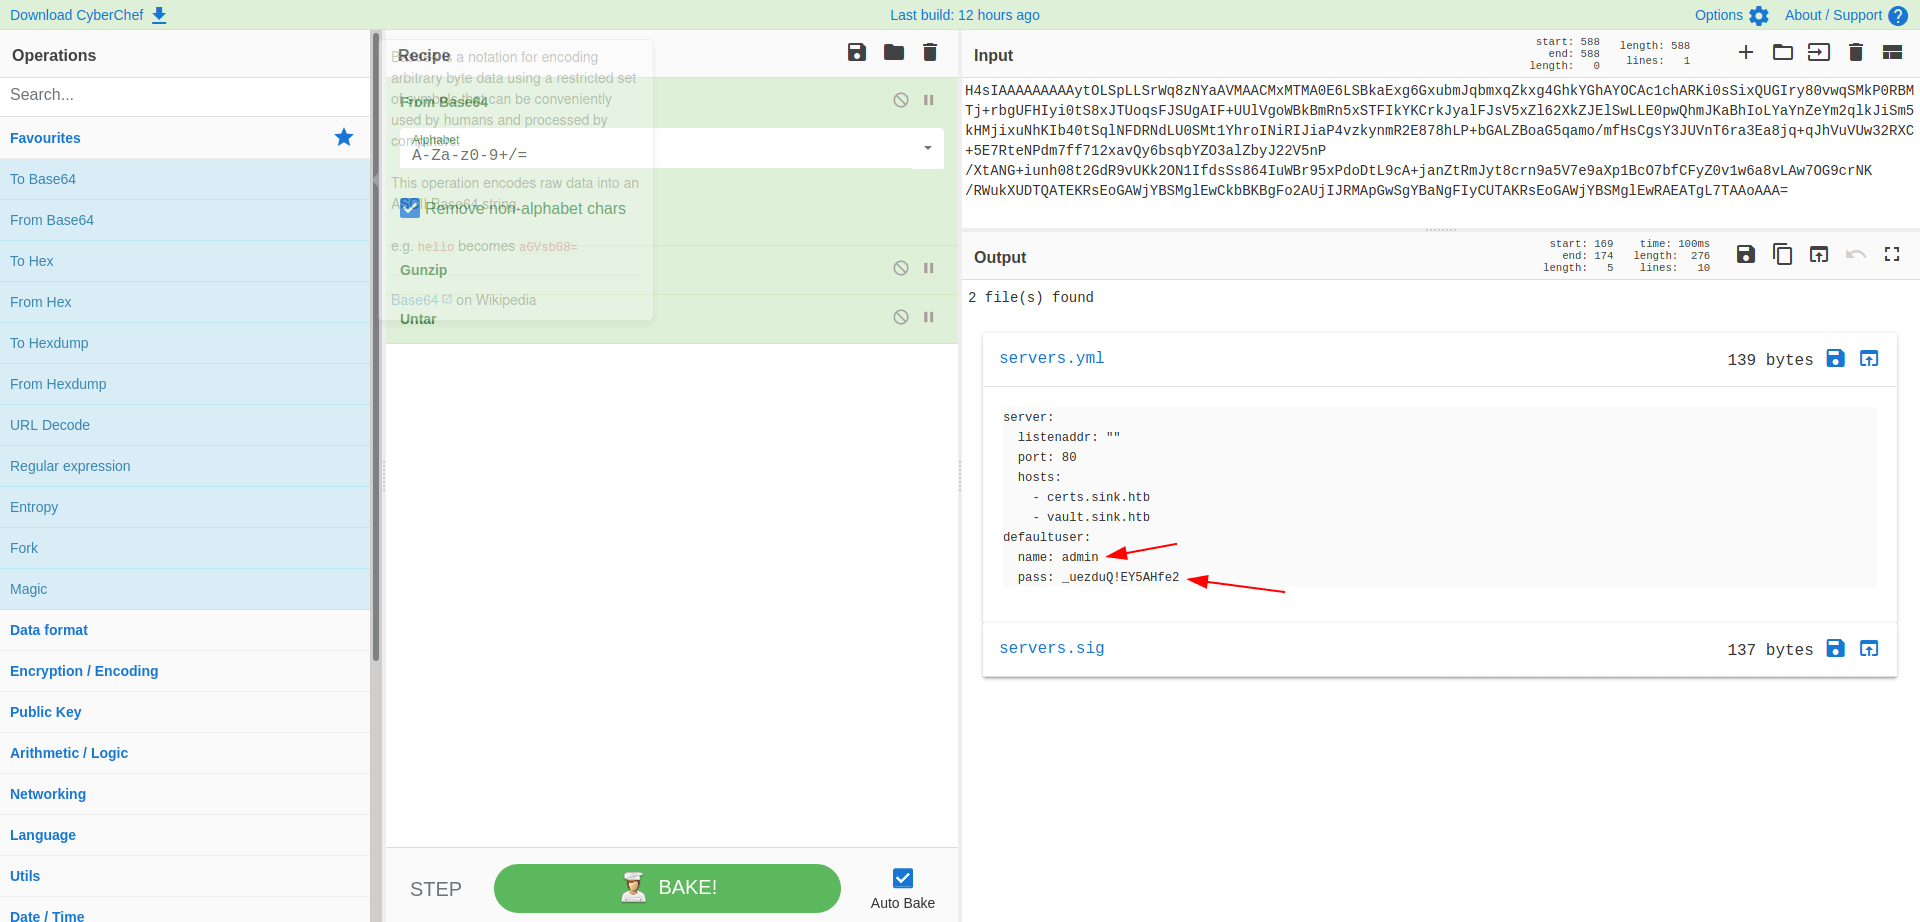 Download CyberChef
Last build: 12 hours ago
Options
About / Support
Operations
Search...
Favourites
To Base64
From Base64
To Hex
From Hex
To Hexdump
From Hexdump
URL Decode
Regular expression
Entropy
Fork
Magic
Data format
Encryption / Encoding
Public Key
Arithmetic / Logic
Networking
Language
Utils
Date / Time
Recipe
From Base64
Alphabet
A-Za-z0-9+/=
Remove non-alphabet chars
Gunzip
Untar
Base64 is a notation for encoding
arbitrary byte data using a restricted set
of symbols that can be conveniently
used by humans and processed by
computers.
This operation encodes raw data into an
ASCII Base64 string.
e.g. hello becomes aGVsbG8=
Base64 on Wikipedia
STEP
BAKE!
Auto Bake
Input
start: 588
end: 588
length: 0
length: 588
lines: 1
H4sIAAAAAAAAAytOLSpLLSrWq8zNYaAVMAACMxMTMA0E6LSBkaExg6GxubmJqbmxqZkxg4GhkYGhAYOCAc1chARKi0sSixQUGIry80vwqSMkP0RBM
Tj+rbgUFHIyi0tS8xJTUoqsFJSUgAIF+UUlVgoWBkBmRn5xSTFIkYKCrkJyalFJsV5xZl62XkZJElSwLLE0pwQhmJKaBhIoLYaYnZeYm2qlkJiSm5
kHMjixuNhKIb40tSqlNFDRNdLU0SMt1YhroINiRIJiaP4vzkynmR2E878hLP+bGALZBoaG5qamo/mfHsCgsY3JUVnT6ra3Ea8jq+qJhVuVUw32RXC
+5E7RteNPdm7ff712xavQy6bsqbYZO3alZbyJ22V5nP
/XtANG+iunh08t2GdR9vUKk2ON1IfdsSs864IuWBr95xPdoDtL9cA+janZtRmJyt8crn9a5V7e9aXp1BcO7bfCFyZ0v1w6a8vLAw7OG9crNK
/RWukXUDTQATEKRsEoGAWjYBSMglEwCkbBKBgFo2AUjIJRMApGwSgYBaNgFIyCUTAKRsEoGAWjYBSMglEwRAEATgL7TAAoAAA=
Output
start: 169
end: 174
length: 5
time: 100ms
length: 276
lines: 10
2 file(s) found
servers.yml
139 bytes
server:
listenaddr: ""
port: 80
hosts:
- certs.sink.htb
- vault.sink.htb
defaultuser:
name: admin
pass: _uezduQ!EY5AHfe2
servers.sig
137 bytes